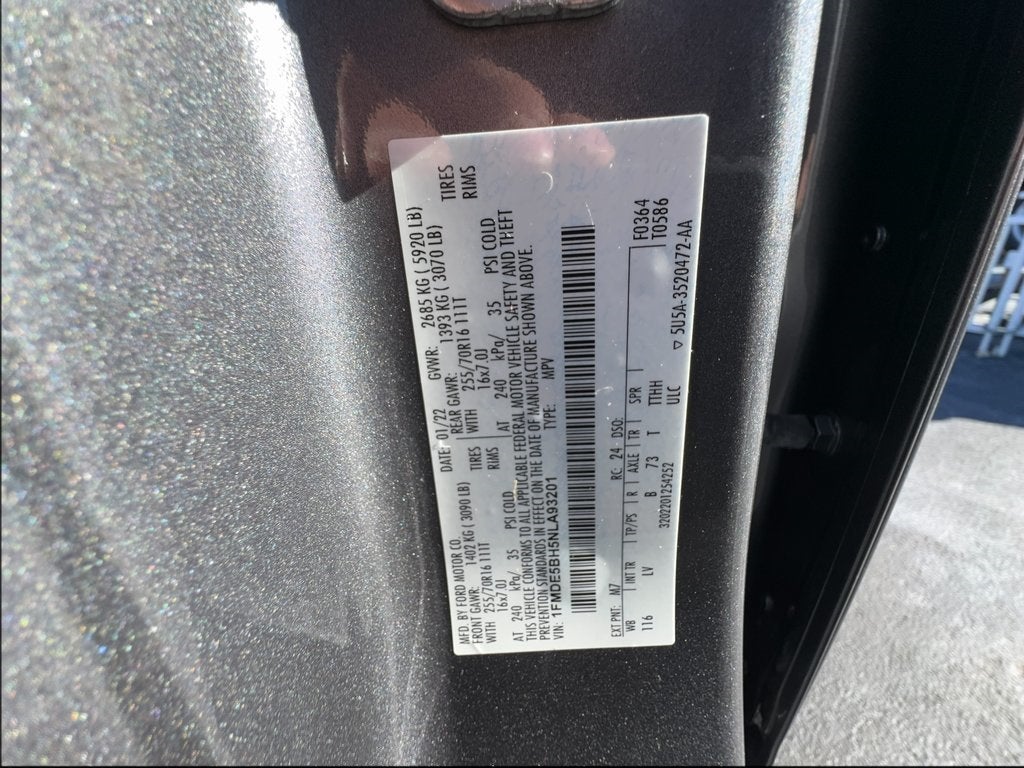 MFD. BY FORD MOTOR CO. DATE: 01/22 GVWR: 2685 KG ( 5920 LB)
FRONT GAWR: 1402 KG ( 3090 LB) REAR GAWR: 1393 KG ( 3070 LB)
WITH 255/70R16 111T TIRES WITH 255/70R16 111T TIRES
16x7.0J RIMS 16x7.0J RIMS
AT 240 kPa/ 35 PSI COLD AT 240 kPa/ 35 PSI COLD
THIS VEHICLE CONFORMS TO ALL APPLICABLE FEDERAL MOTOR VEHICLE SAFETY AND THEFT
PREVENTION STANDARDS IN EFFECT ON THE DATE OF MANUFACTURE SHOWN ABOVE.
VIN: 1FMDE5BH5NLA93201 TYPE: MPV
EXT PNT: M7 RC: 24 DSO: F0364
WB INT TR TP/PS R AXLE TR SPR T0586
116 LV B 73 T TTHH
ULC
3202201254252 ▽ 5U5A-3520472-AA